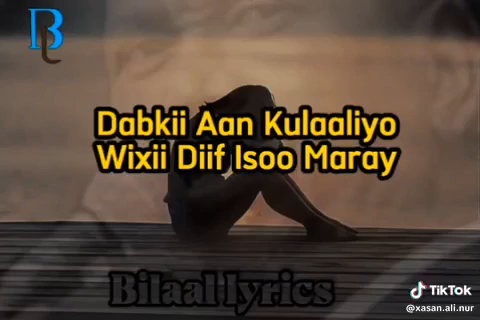 BL
Dabkii Aan Kulaaliyo
Wixii Diif Isoo Maray
Bilaal lyrics
TikTok
@xasan.ali.nur